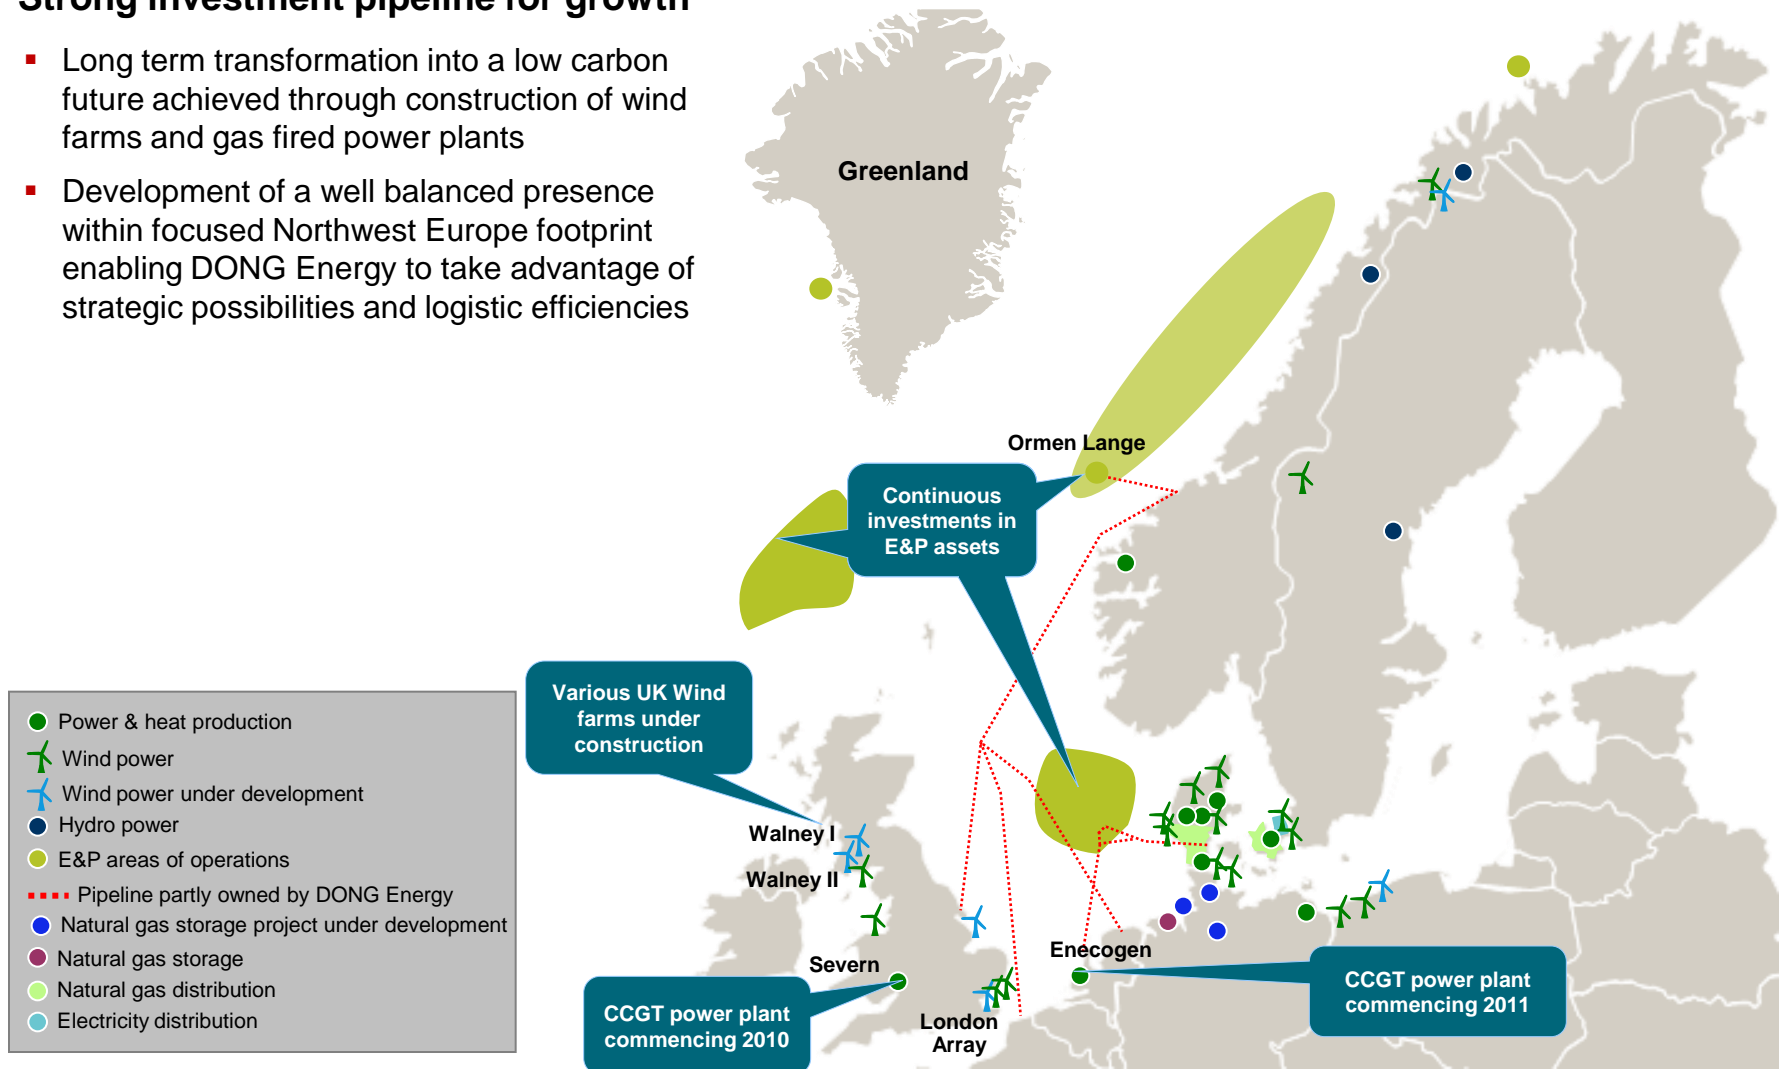 Strong investment pipeline for growth
Long term transformation into a low carbon
future achieved through construction of wind
farms and gas fired power plants
Development of a well balanced presence
within focused Northwest Europe footprint
enabling DONG Energy to take advantage of
strategic possibilities and logistic efficiencies
Greenland
Ormen Lange
Continuous
investments in
E&P assets
Various UK Wind
farms under
construction
Power & heat production
Wind power
Wind power under development
Hydro power
E&P areas of operations
Pipeline partly owned by DONG Energy
Natural gas storage project under development
Natural gas storage
Natural gas distribution
Electricity distribution
Walney I
Walney II
Severn
Enecogen
CCGT power plant
commencing 2010
London
Array
CCGT power plant
commencing 2011